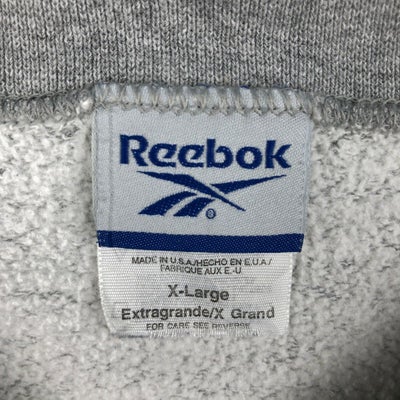 Reebok
®
MADE IN U.S.A./HECHO EN E.U.A./
FABRIQUE AUX E.-U.
X-Large
Extragrande/X Grand
FOR CARE SEE REVERSE